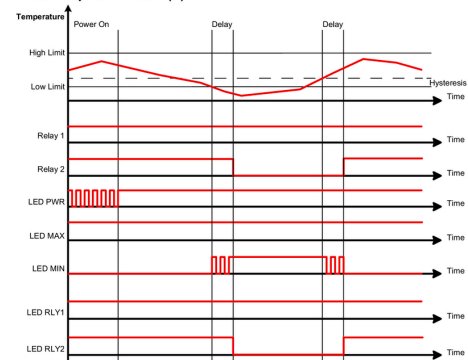 Temperature
Power On
Delay
Delay
High Limit
Hysteresis
Low Limit
Time
Relay 1
Time
Relay 2
Time
LED PWR
Time
LED MAX
Time
LED MIN
Time
LED RLY1
Time
LED RLY2
Time